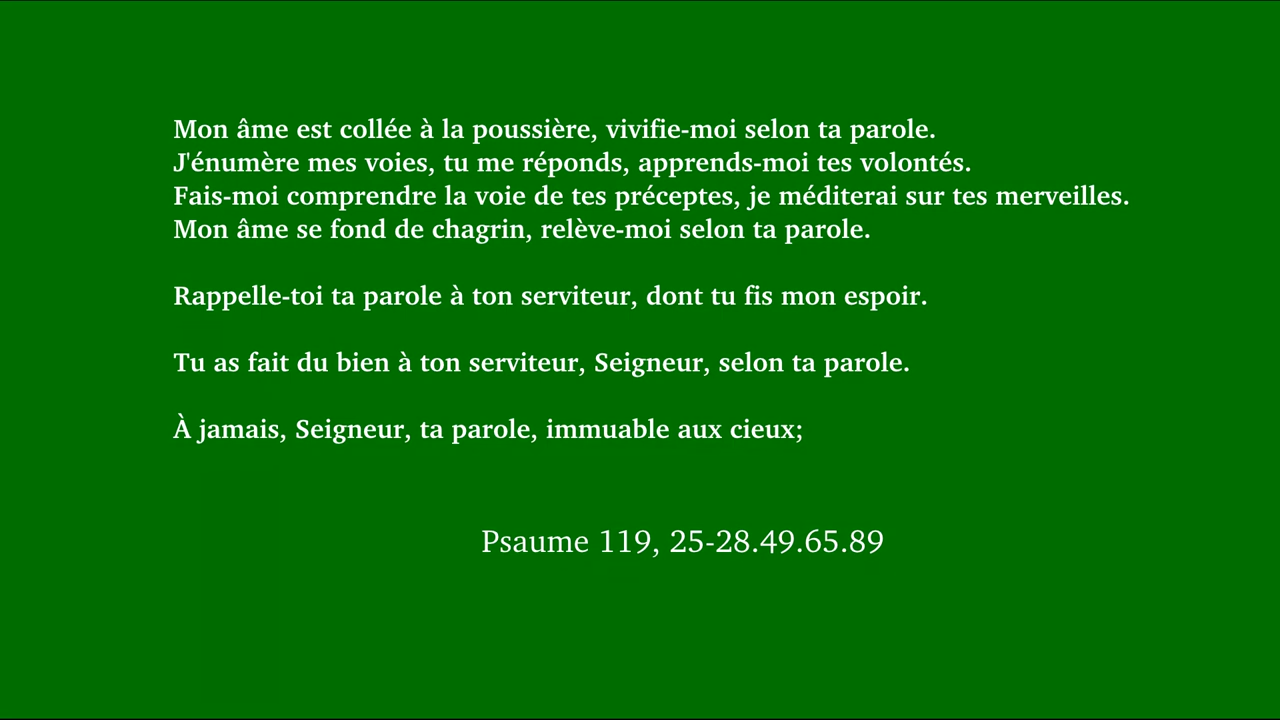 Mon âme est collée à la poussière, vivifie-moi selon ta parole.
J'énumère mes voies, tu me réponds, apprends-moi tes volontés.
Fais-moi comprendre la voie de tes préceptes, je méditerai sur tes merveilles.
Mon âme se fond de chagrin, relève-moi selon ta parole.
Rappelle-toi ta parole à ton serviteur, dont tu fis mon espoir.
Tu as fait du bien à ton serviteur, Seigneur, selon ta parole.
À jamais, Seigneur, ta parole, immuable aux cieux;
Psaume 119, 25-28.49.65.89